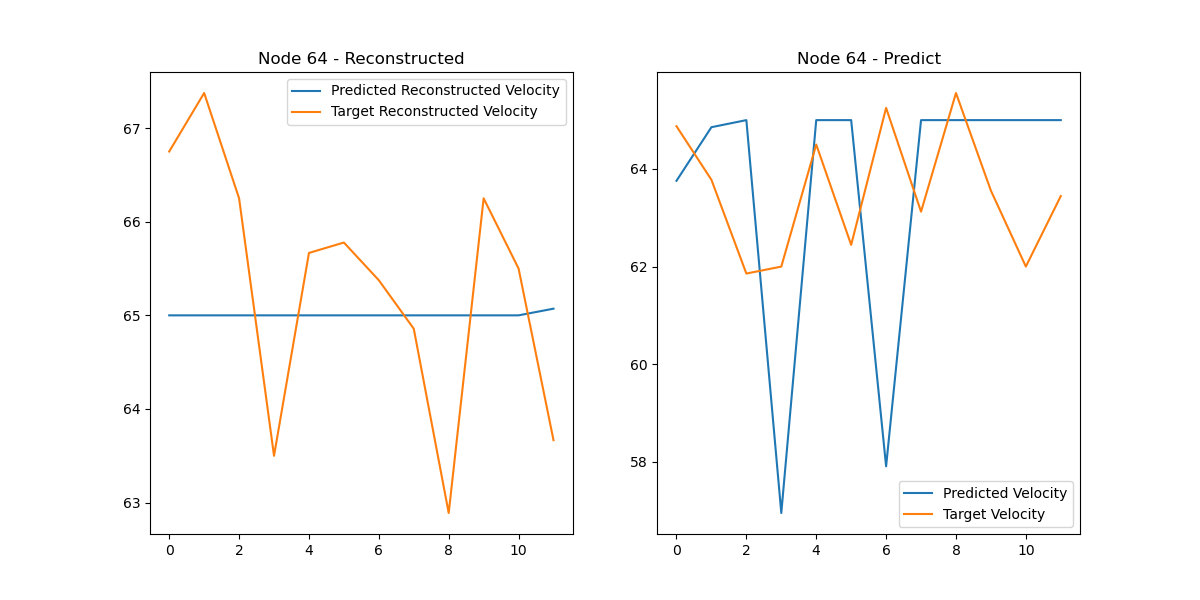 Node 64 - Reconstructed
Predicted Reconstructed Velocity
Target Reconstructed Velocity
67
66
65
64
63
0 2 4 6 8 10
Node 64 - Predict
64
62
60
58
Predicted Velocity
Target Velocity
0 2 4 6 8 10